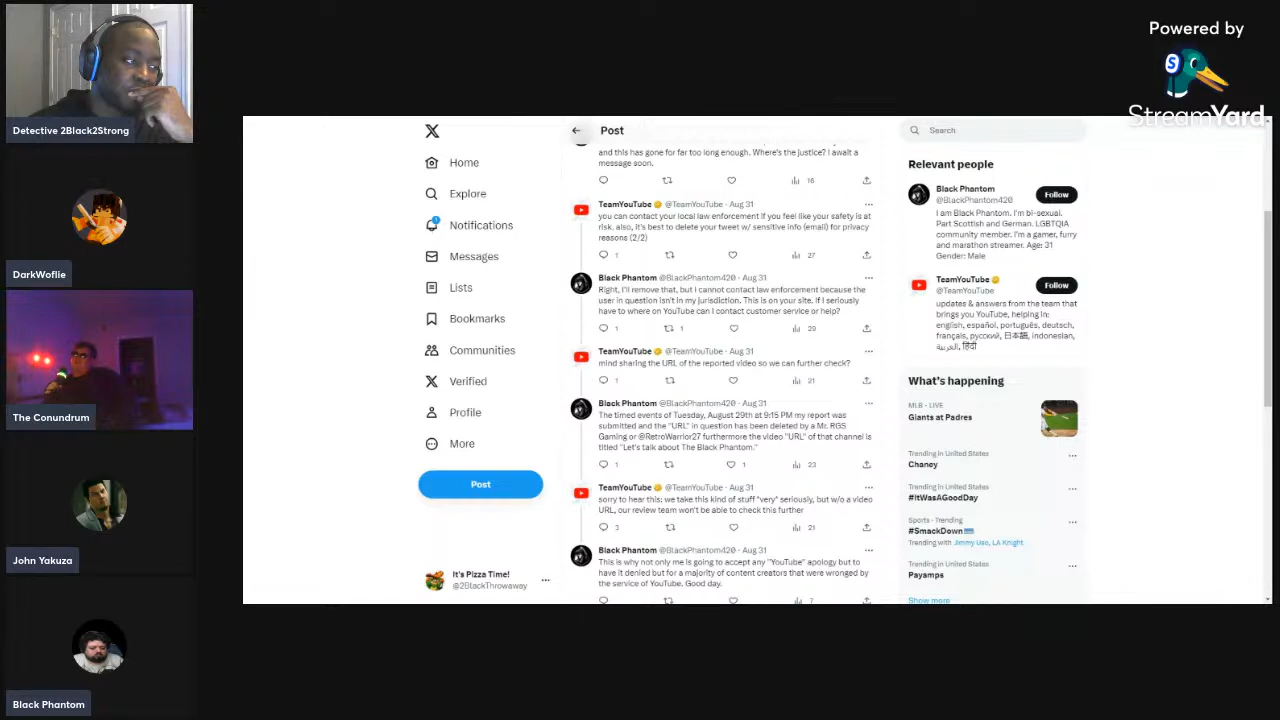 Detective 2Black2Strong
DarkWoflie
The Conundrum
John Yakuza
Black Phantom
Powered by
S
StreamYard
X
Home
Explore
1
Notifications
Messages
Lists
Bookmarks
Communities
Verified
Profile
More
Post
It's Pizza Time!
@2BlackThrowaway
Post
and this has gone for far too long enough. Where's the justice? I await a
message soon.
16
TeamYouTube @TeamYouTube · Aug 31
you can contact your local law enforcement if you feel like your safety is at
risk. also, it's best to delete your tweet w/ sensitive info (email) for privacy
reasons (2/2)
1 27
Black Phantom @BlackPhantom420 · Aug 31
Right, I'll remove that, but I cannot contact law enforcement because the
user in question isn't in my jurisdiction. This is on your site. If I seriously
have to where on YouTube can I contact customer service or help?
1 1 29
TeamYouTube @TeamYouTube · Aug 31
mind sharing the URL of the reported video so we can further check?
1 21
Black Phantom @BlackPhantom420 · Aug 31
The timed events of Tuesday, August 29th at 9:15 PM my report was
submitted and the "URL" in question has been deleted by a Mr. RGS
Gaming or @RetroWarrior27 furthermore the video "URL" of that channel is
titled "Let's talk about The Black Phantom."
1 1 23
TeamYouTube @TeamYouTube · Aug 31
sorry to hear this: we take this kind of stuff *very* seriously, but w/o a video
URL, our review team won't be able to check this further
3 21
Black Phantom @BlackPhantom420 · Aug 31
This is why not only me is going to accept any "YouTube" apology but to
have it denied but for a majority of content creators that were wronged by
the service of YouTube. Good day.
7
Search
Relevant people
Black Phantom
@BlackPhantom420
Follow
I am Black Phantom. I'm bi-sexual.
Part Scottish and German. LGBTQIA
community member. I'm a gamer, furry
and marathon streamer. Age: 31
Gender: Male
TeamYouTube
@TeamYouTube
Follow
updates & answers from the team that
brings you YouTube, helping in:
english, español, português, deutsch,
français, русский, 日本語, indonesian,
العربية, हिंदी
What's happening
MLB · LIVE
Giants at Padres
Trending in United States
Chaney
Trending in United States
#ItWasAGoodDay
Sports · Trending
#SmackDown
Trending with Jimmy Uso, LA Knight
Trending in United States
Payamps
Show more